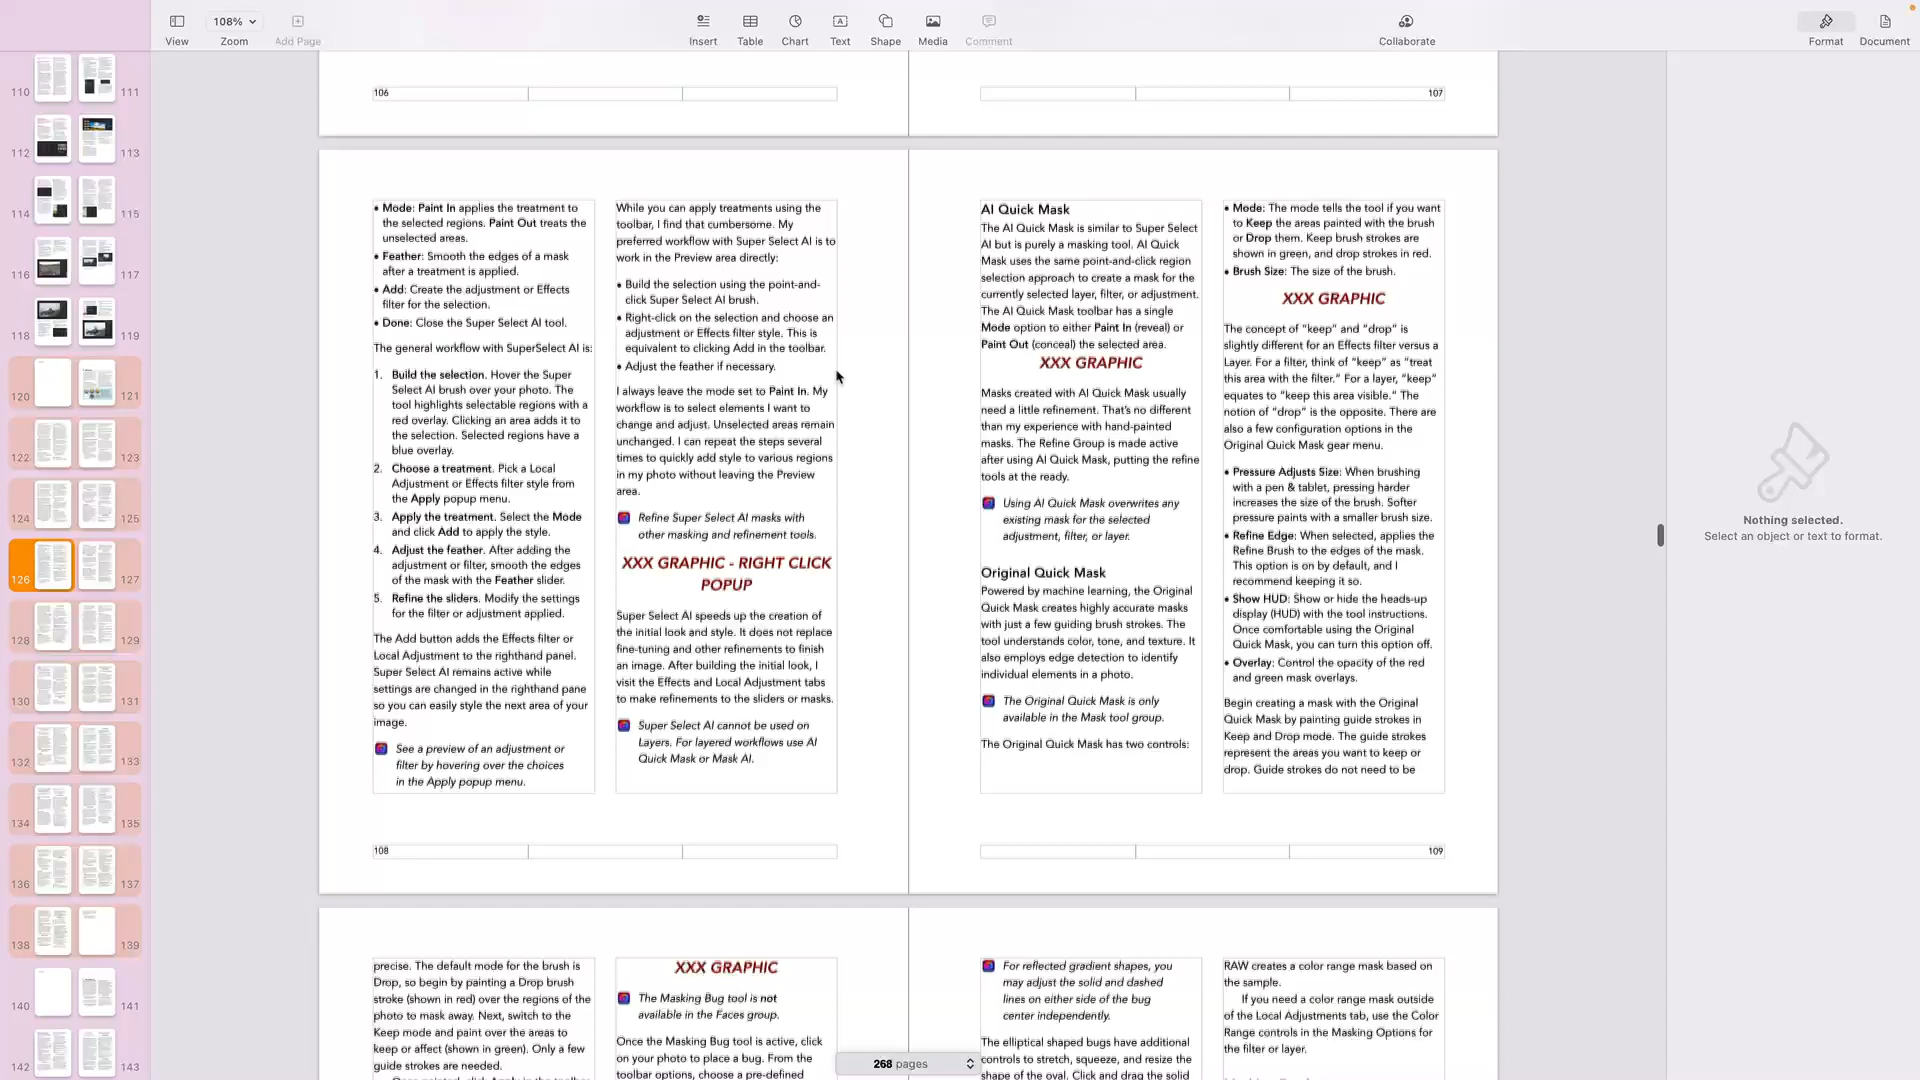 View
108%
Zoom
Add Page
Insert
Table
Chart
Text
Shape
Media
Comment
Collaborate
Format
Document
110
111
112
113
114
115
116
117
118
119
120
121
122
123
124
125
126
127
128
129
130
131
132
133
134
135
136
137
138
139
140
141
142
143
106
107
• Mode: Paint In applies the treatment to
the selected regions. Paint Out treats the
unselected areas.
• Feather: Smooth the edges of a mask
after a treatment is applied.
• Add: Create the adjustment or Effects
filter for the selection.
• Done: Close the Super Select AI tool.
The general workflow with SuperSelect AI is:
1. Build the selection. Hover the Super
Select AI brush over your photo. The
tool highlights selectable regions with a
red overlay. Clicking an area adds it to
the selection. Selected regions have a
blue overlay.
2. Choose a treatment. Pick a Local
Adjustment or Effects filter style from
the Apply popup menu.
3. Apply the treatment. Select the Mode
and click Add to apply the style.
4. Adjust the feather. After adding the
adjustment or filter, smooth the edges
of the mask with the Feather slider.
5. Refine the sliders. Modify the settings
for the filter or adjustment applied.
The Add button adds the Effects filter or
Local Adjustment to the righthand panel.
Super Select AI remains active while
settings are changed in the righthand pane
so you can easily style the next area of your
image.
See a preview of an adjustment or
filter by hovering over the choices
in the Apply popup menu.
While you can apply treatments using the
toolbar, I find that cumbersome. My
preferred workflow with Super Select AI is to
work in the Preview area directly:
• Build the selection using the point-and-
click Super Select AI brush.
• Right-click on the selection and choose an
adjustment or Effects filter style. This is
equivalent to clicking Add in the toolbar.
• Adjust the feather if necessary.
I always leave the mode set to Paint In. My
workflow is to select elements I want to
change and adjust. Unselected areas remain
unchanged. I can repeat the steps several
times to quickly add style to various regions
in my photo without leaving the Preview
area.
Refine Super Select AI masks with
other masking and refinement tools.
XXX GRAPHIC - RIGHT CLICK
POPUP
Super Select AI speeds up the creation of
the initial look and style. It does not replace
fine-tuning and other refinements to finish
an image. After building the initial look, I
visit the Effects and Local Adjustment tabs
to make refinements to the sliders or masks.
Super Select AI cannot be used on
Layers. For layered workflows use AI
Quick Mask or Mask AI.
108
AI Quick Mask
The AI Quick Mask is similar to Super Select
AI but is purely a masking tool. AI Quick
Mask uses the same point-and-click region
selection approach to create a mask for the
currently selected layer, filter, or adjustment.
The AI Quick Mask toolbar has a single
Mode option to either Paint In (reveal) or
Paint Out (conceal) the selected area.
XXX GRAPHIC
Masks created with AI Quick Mask usually
need a little refinement. That's no different
than my experience with hand-painted
masks. The Refine Group is made active
after using AI Quick Mask, putting the refine
tools at the ready.
Using AI Quick Mask overwrites any
existing mask for the selected
adjustment, filter, or layer.
Original Quick Mask
Powered by machine learning, the Original
Quick Mask creates highly accurate masks
with just a few guiding brush strokes. The
tool understands color, tone, and texture. It
also employs edge detection to identify
individual elements in a photo.
The Original Quick Mask is only
available in the Mask tool group.
The Original Quick Mask has two controls:
• Mode: The mode tells the tool if you want
to Keep the areas painted with the brush
or Drop them. Keep brush strokes are
shown in green, and drop strokes in red.
• Brush Size: The size of the brush.
XXX GRAPHIC
The concept of "keep" and "drop" is
slightly different for an Effects filter versus a
Layer. For a filter, think of "keep" as "treat
this area with the filter." For a layer, "keep"
equates to "keep this area visible." The
notion of "drop" is the opposite. There are
also a few configuration options in the
Original Quick Mask gear menu.
• Pressure Adjusts Size: When brushing
with a pen & tablet, pressing harder
increases the size of the brush. Softer
pressure paints with a smaller brush size.
• Refine Edge: When selected, applies the
Refine Brush to the edges of the mask.
This option is on by default, and I
recommend keeping it so.
• Show HUD: Show or hide the heads-up
display (HUD) with the tool instructions.
Once comfortable using the Original
Quick Mask, you can turn this option off.
• Overlay: Control the opacity of the red
and green mask overlays.
Begin creating a mask with the Original
Quick Mask by painting guide strokes in
Keep and Drop mode. The guide strokes
represent the areas you want to keep or
drop. Guide strokes do not need to be
109
precise. The default mode for the brush is
Drop, so begin by painting a Drop brush
stroke (shown in red) over the regions of the
photo to mask away. Next, switch to the
Keep mode and paint over the areas to
keep or affect (shown in green). Only a few
guide strokes are needed.
XXX GRAPHIC
The Masking Bug tool is not
available in the Faces group.
Once the Masking Bug tool is active, click
on your photo to place a bug. From the
toolbar options, choose a pre-defined
For reflected gradient shapes, you
may adjust the solid and dashed
lines on either side of the bug
center independently.
The elliptical shaped bugs have additional
controls to stretch, squeeze, and resize the
shape of the oval. Click and drag the solid
RAW creates a color range mask based on
the sample.
If you need a color range mask outside
of the Local Adjustments tab, use the Color
Range controls in the Masking Options for
the filter or layer.
268 pages
Nothing selected.
Select an object or text to format.